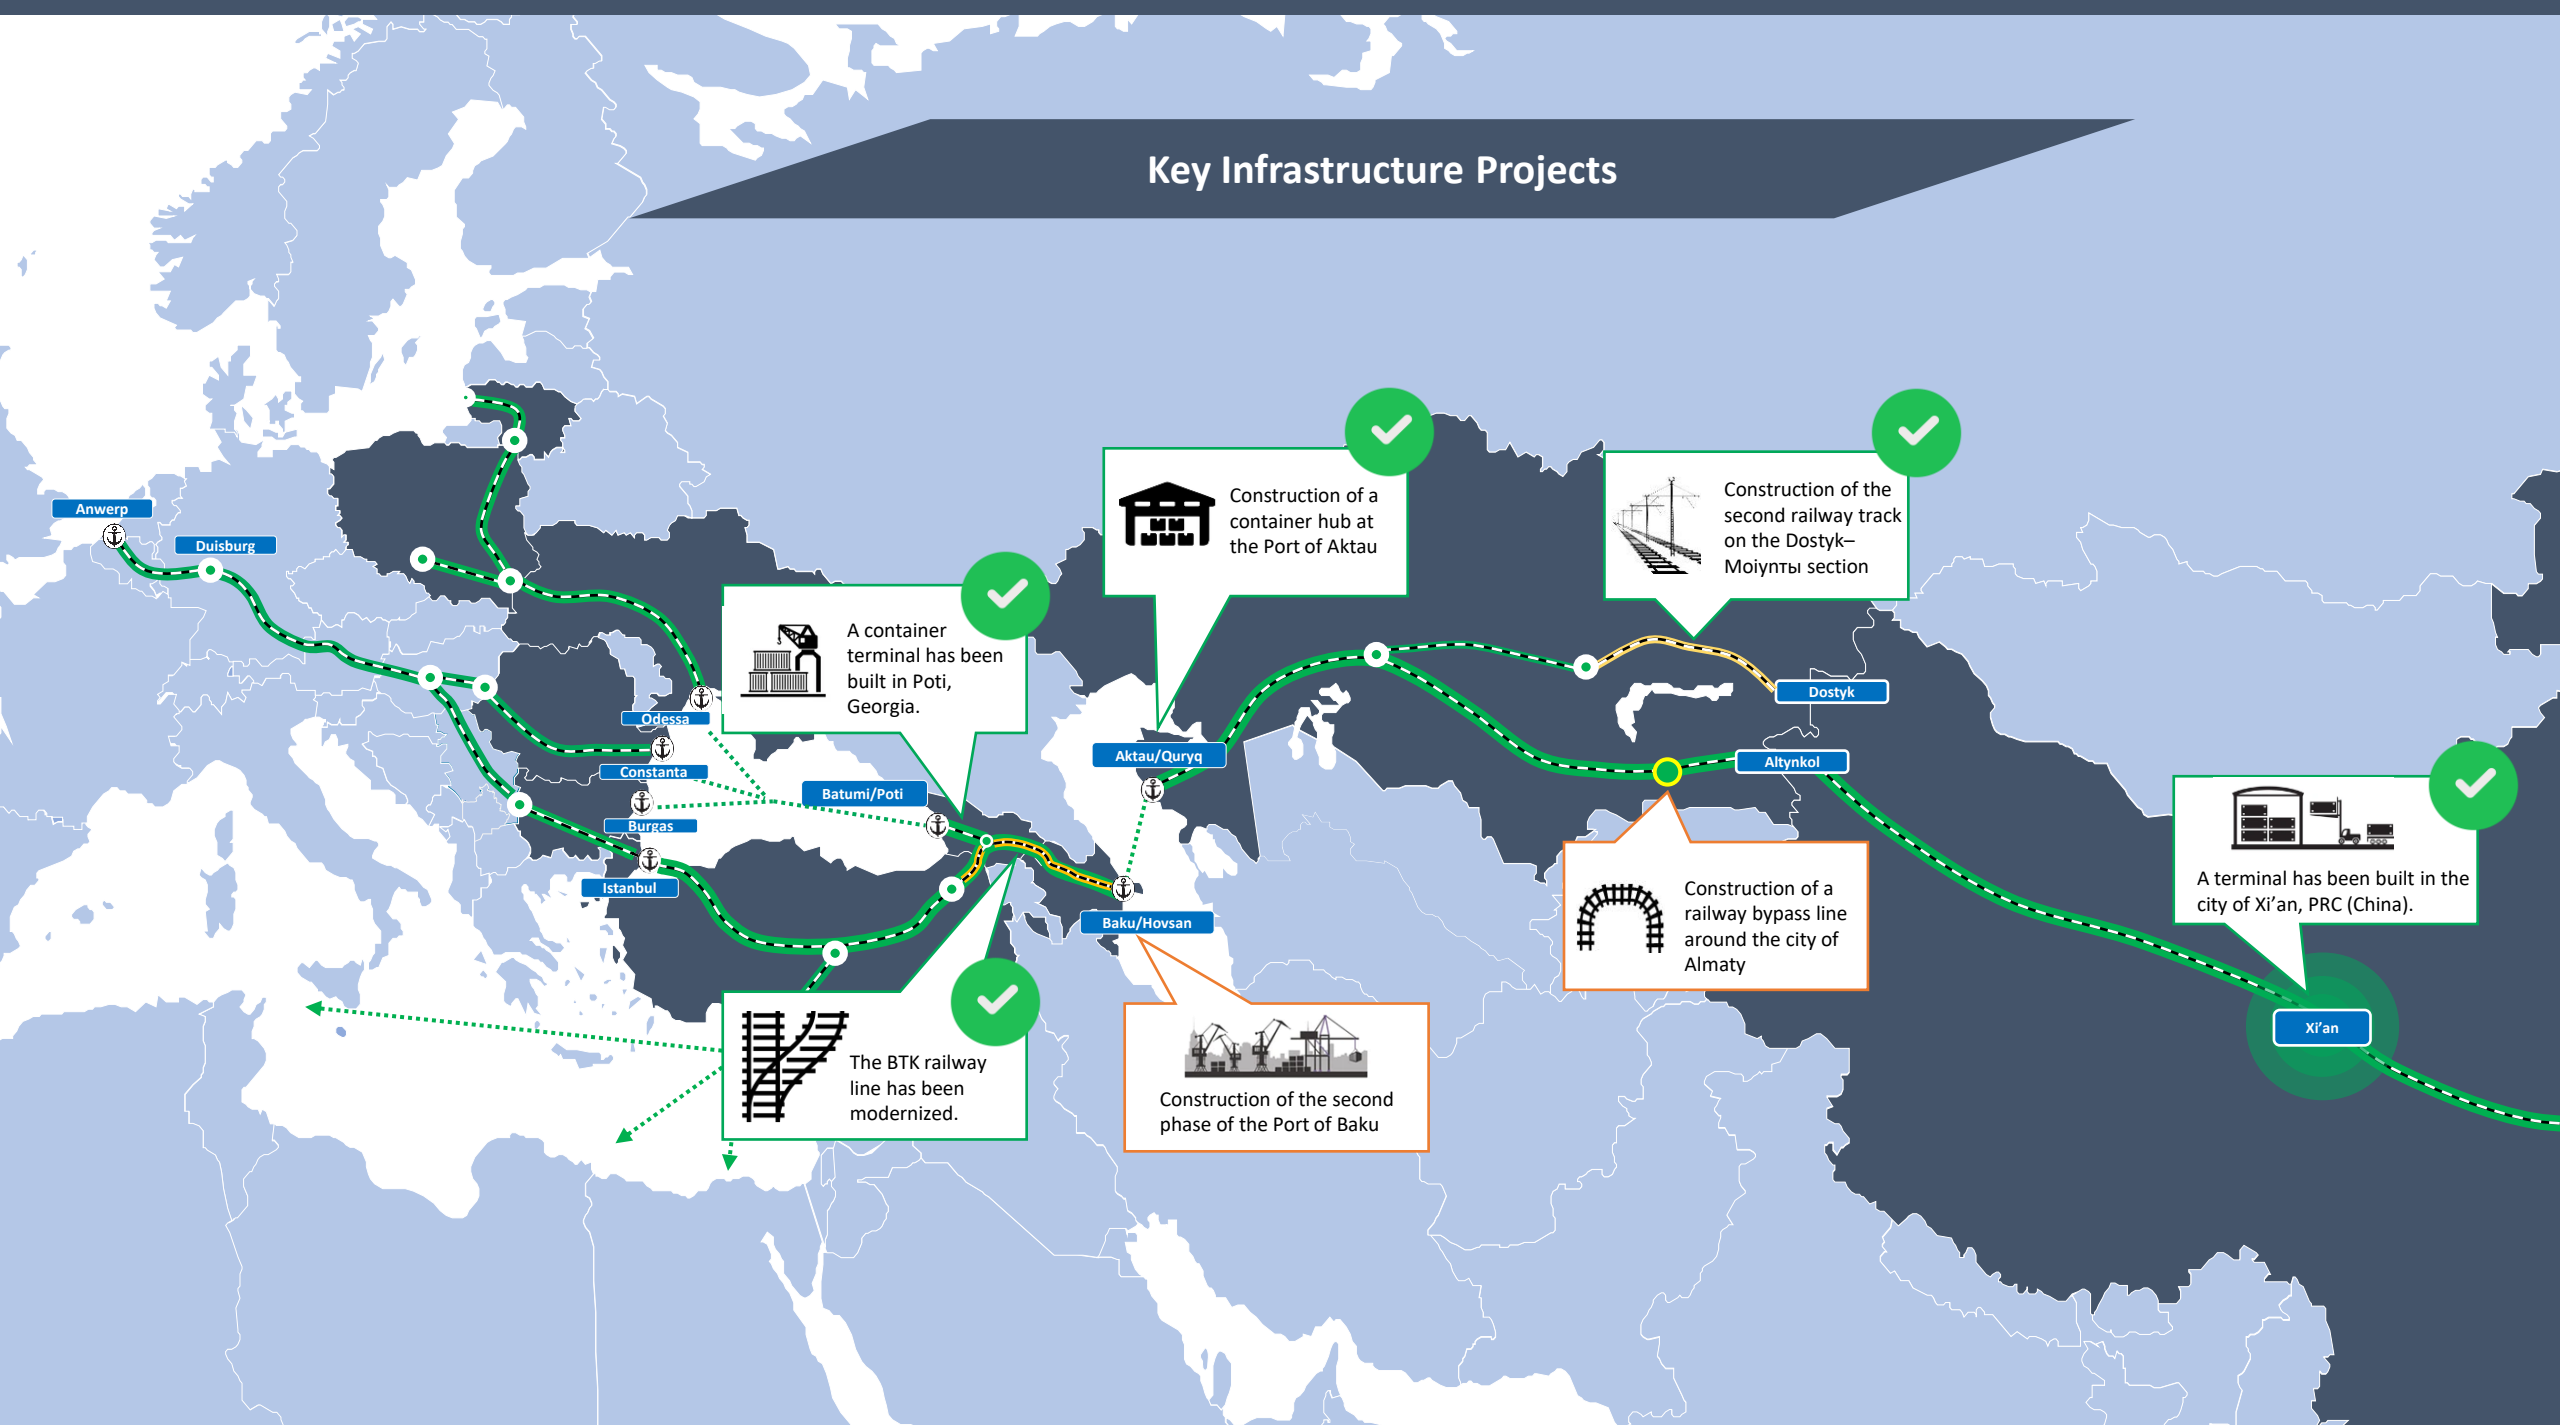 Key Infrastructure Projects
Anwerp
Duisburg
Construction of a
container hub at
the Port of Aktau
Construction of the
second railway track
on the Dostyk–
Moiynты section
A container
terminal has been
built in Poti,
Georgia.
Odessa
Constanta
Burgas
Istanbul
Batumi/Poti
Aktau/Quryq
Baku/Hovsan
Dostyk
Altynkol
A terminal has been built in the
city of Xi’an, PRC (China).
Xi’an
Construction of a
railway bypass line
around the city of
Almaty
The BTK railway
line has been
modernized.
Construction of the second
phase of the Port of Baku